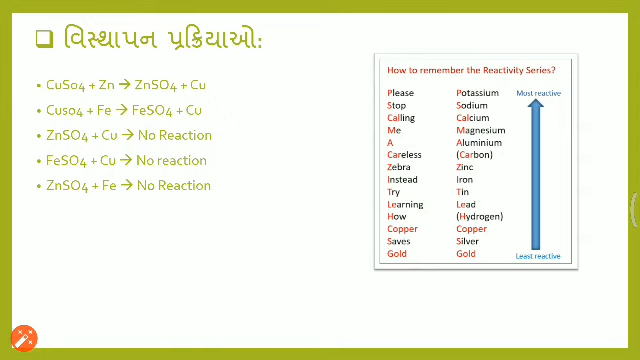 વિસ્થાપન પ્રક્રિયાઓ:
CuSo4 + Zn → ZnSO4 + Cu
Cuso4 + Fe → FeSO4 + Cu
ZnSO4 + Cu → No Reaction
FeSO4 + Cu → No reaction
ZnSO4 + Fe → No Reaction
How to remember the Reactivity Series?
Please Potassium Most reactive
Stop Sodium
Calling Calcium
Me Magnesium
A Aluminium
Careless (Carbon)
Zebra Zinc
Instead Iron
Try Tin
Learning Lead
How (Hydrogen)
Copper Copper
Saves Silver
Gold Gold Least reactive